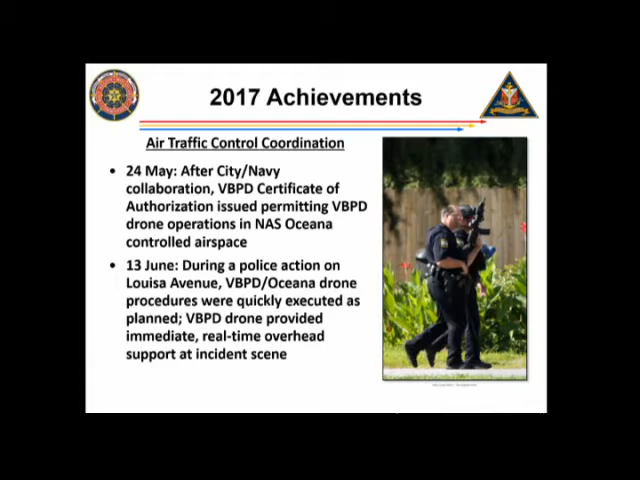 2017 Achievements
Air Traffic Control Coordination
• 24 May: After City/Navy
collaboration, VBPD Certificate of
Authorization issued permitting VBPD
drone operations in NAS Oceana
controlled airspace
• 13 June: During a police action on
Louisa Avenue, VBPD/Oceana drone
procedures were quickly executed as
planned; VBPD drone provided
immediate, real-time overhead
support at incident scene